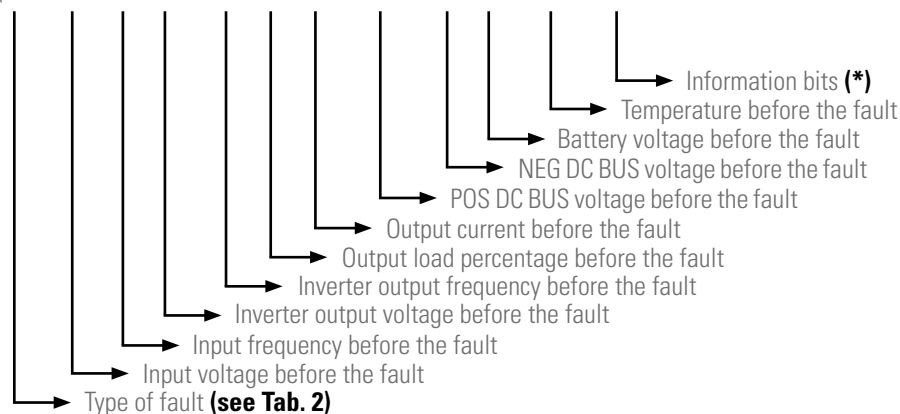 Information bits (*)
Temperature before the fault
Battery voltage before the fault
NEG DC BUS voltage before the fault
POS DC BUS voltage before the fault
Output current before the fault
Output load percentage before the fault
Inverter output frequency before the fault
Inverter output voltage before the fault
Input frequency before the fault
Input voltage before the fault
Type of fault (see Tab. 2)